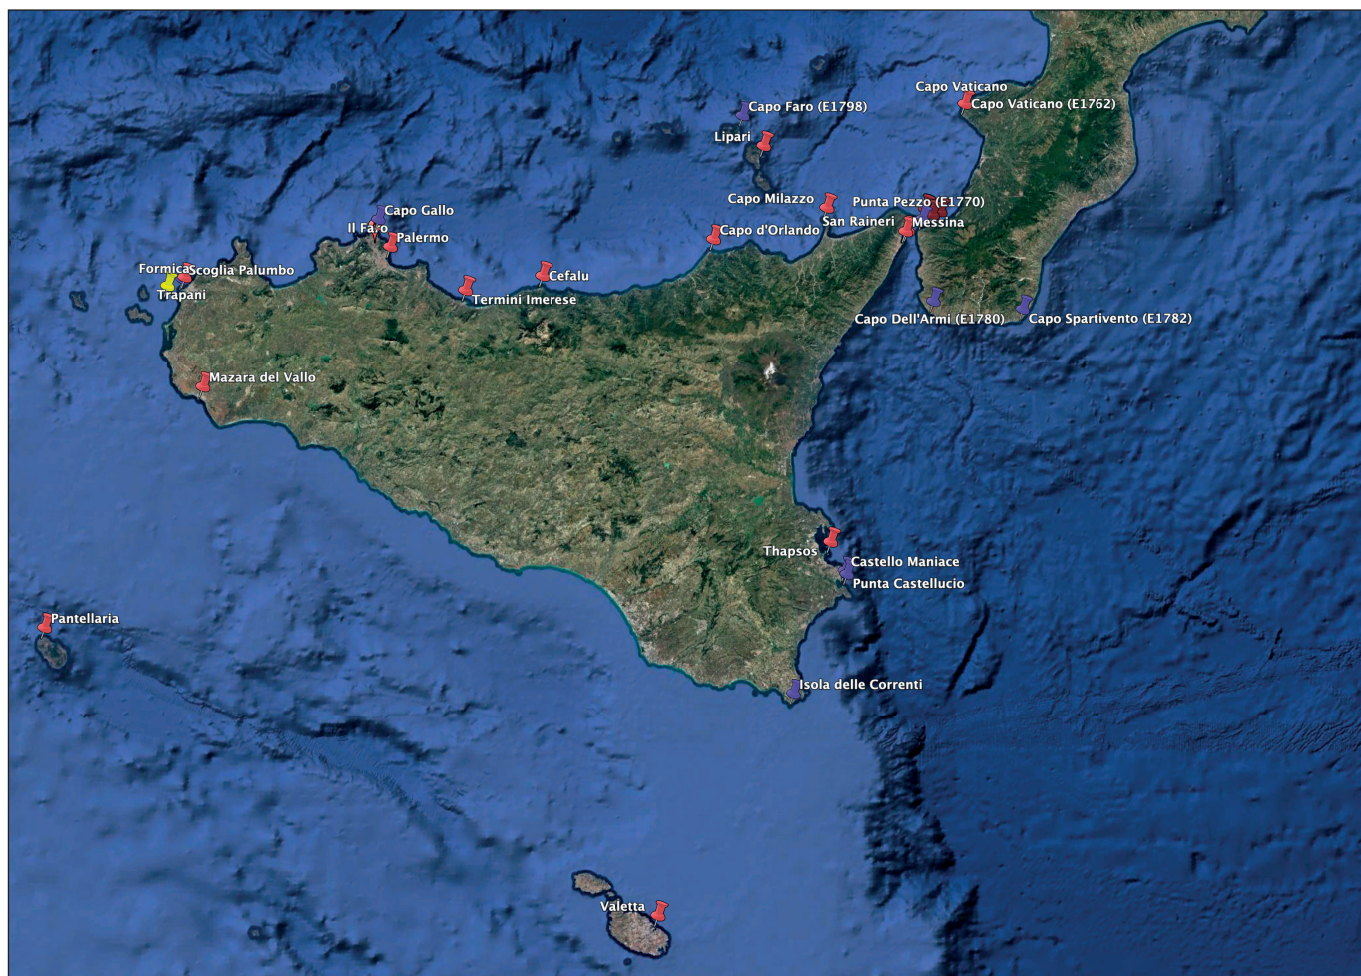 Capo Vaticano
Capo Vaticano (E1762)
Capo Faro (E1798)
Lipari
Capo Milazzo
Punta Pezzo (E1770)
Capo Gallo
San Raineri
Messina
Il Faro
Capo d'Orlando
Palermo
Formica
Scoglia Palumbo
Cefalu
Trapani
Termini Imerese
Capo Dell'Armi (E1780)
Capo Spartivento (E1782)
Mazara del Vallo
Thapsos
Castello Maniace
Punta Castellucio
Pantellaria
Isola delle Correnti
Valetta